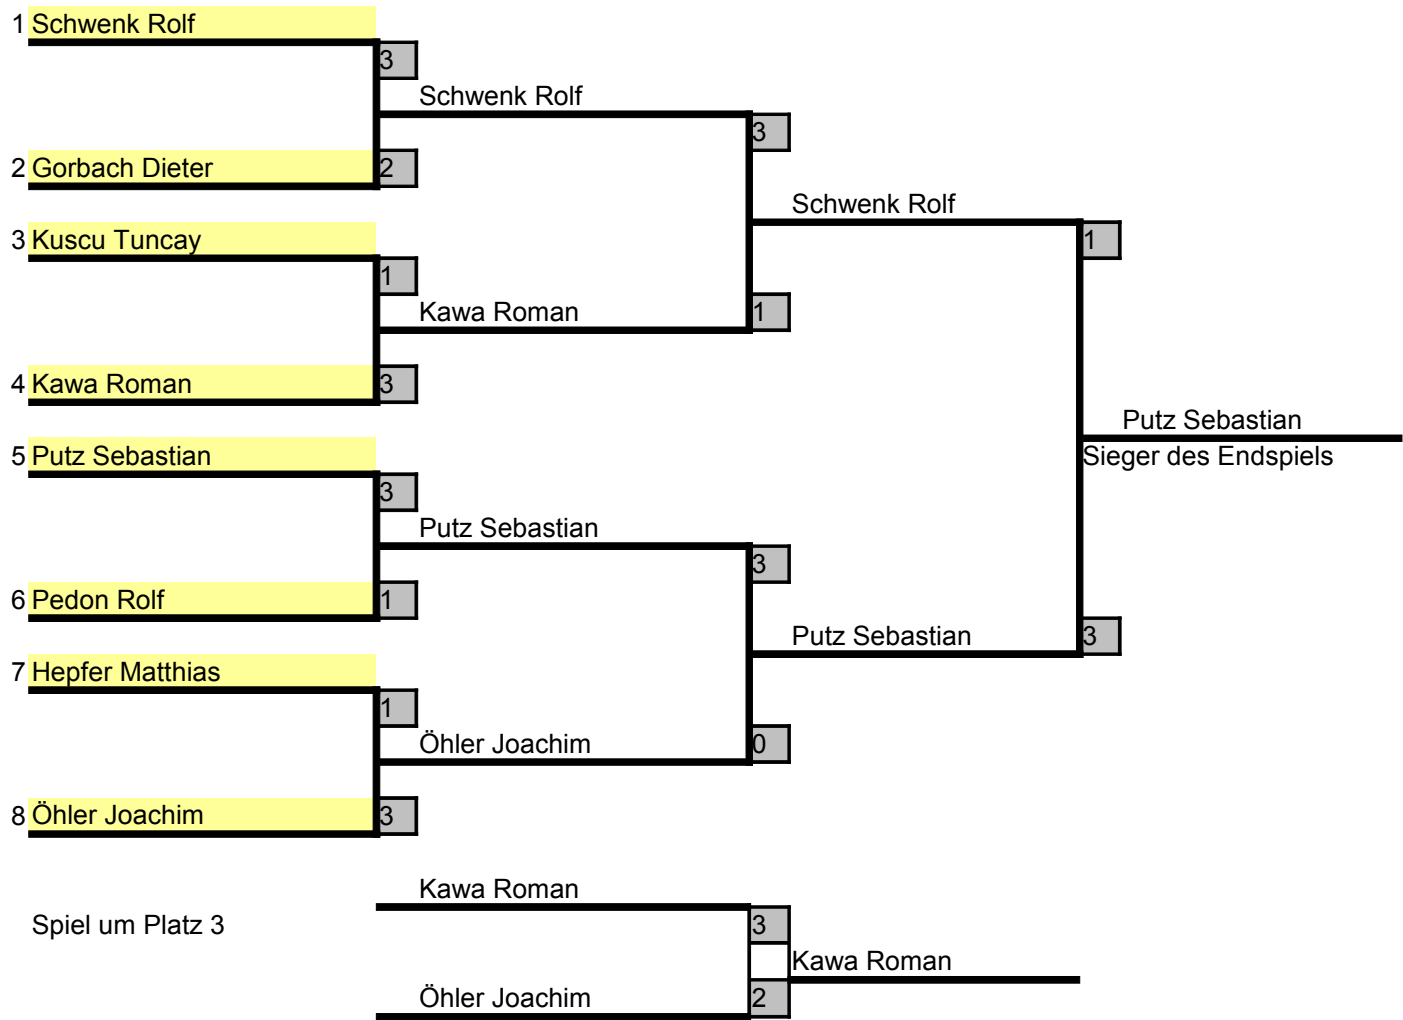 1 Schwenk Rolf
3
Schwenk Rolf
3
2 Gorbach Dieter
2
Schwenk Rolf
3 Kuscu Tuncay
1
1
Kawa Roman
1
4 Kawa Roman
3
Putz Sebastian
5 Putz Sebastian
Sieger des Endspiels
3
Putz Sebastian
3
6 Pedon Rolf
1
Putz Sebastian
3
7 Hepfer Matthias
1
Öhler Joachim
0
8 Öhler Joachim
3
Kawa Roman
Spiel um Platz 3
3
Kawa Roman
Öhler Joachim
2